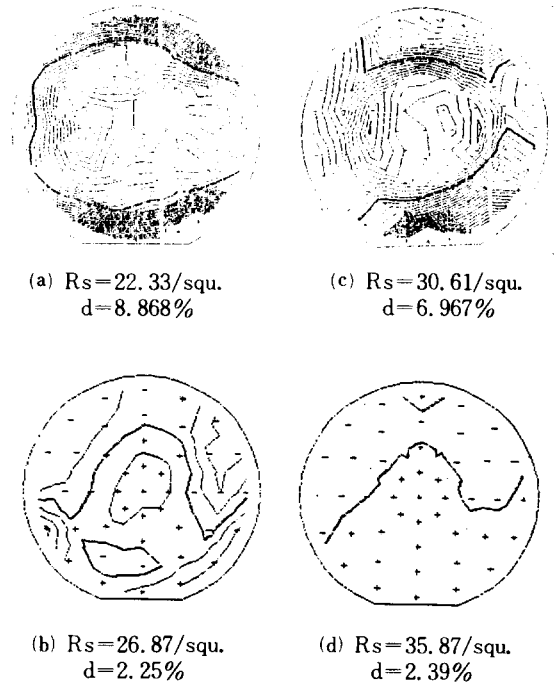 (a) Rs=22.33/squ.
d=8.868%
(c) Rs=30.61/squ.
d=6.967%
(b) Rs=26.87/squ.
d=2.25%
(d) Rs=35.87/squ.
d=2.39%